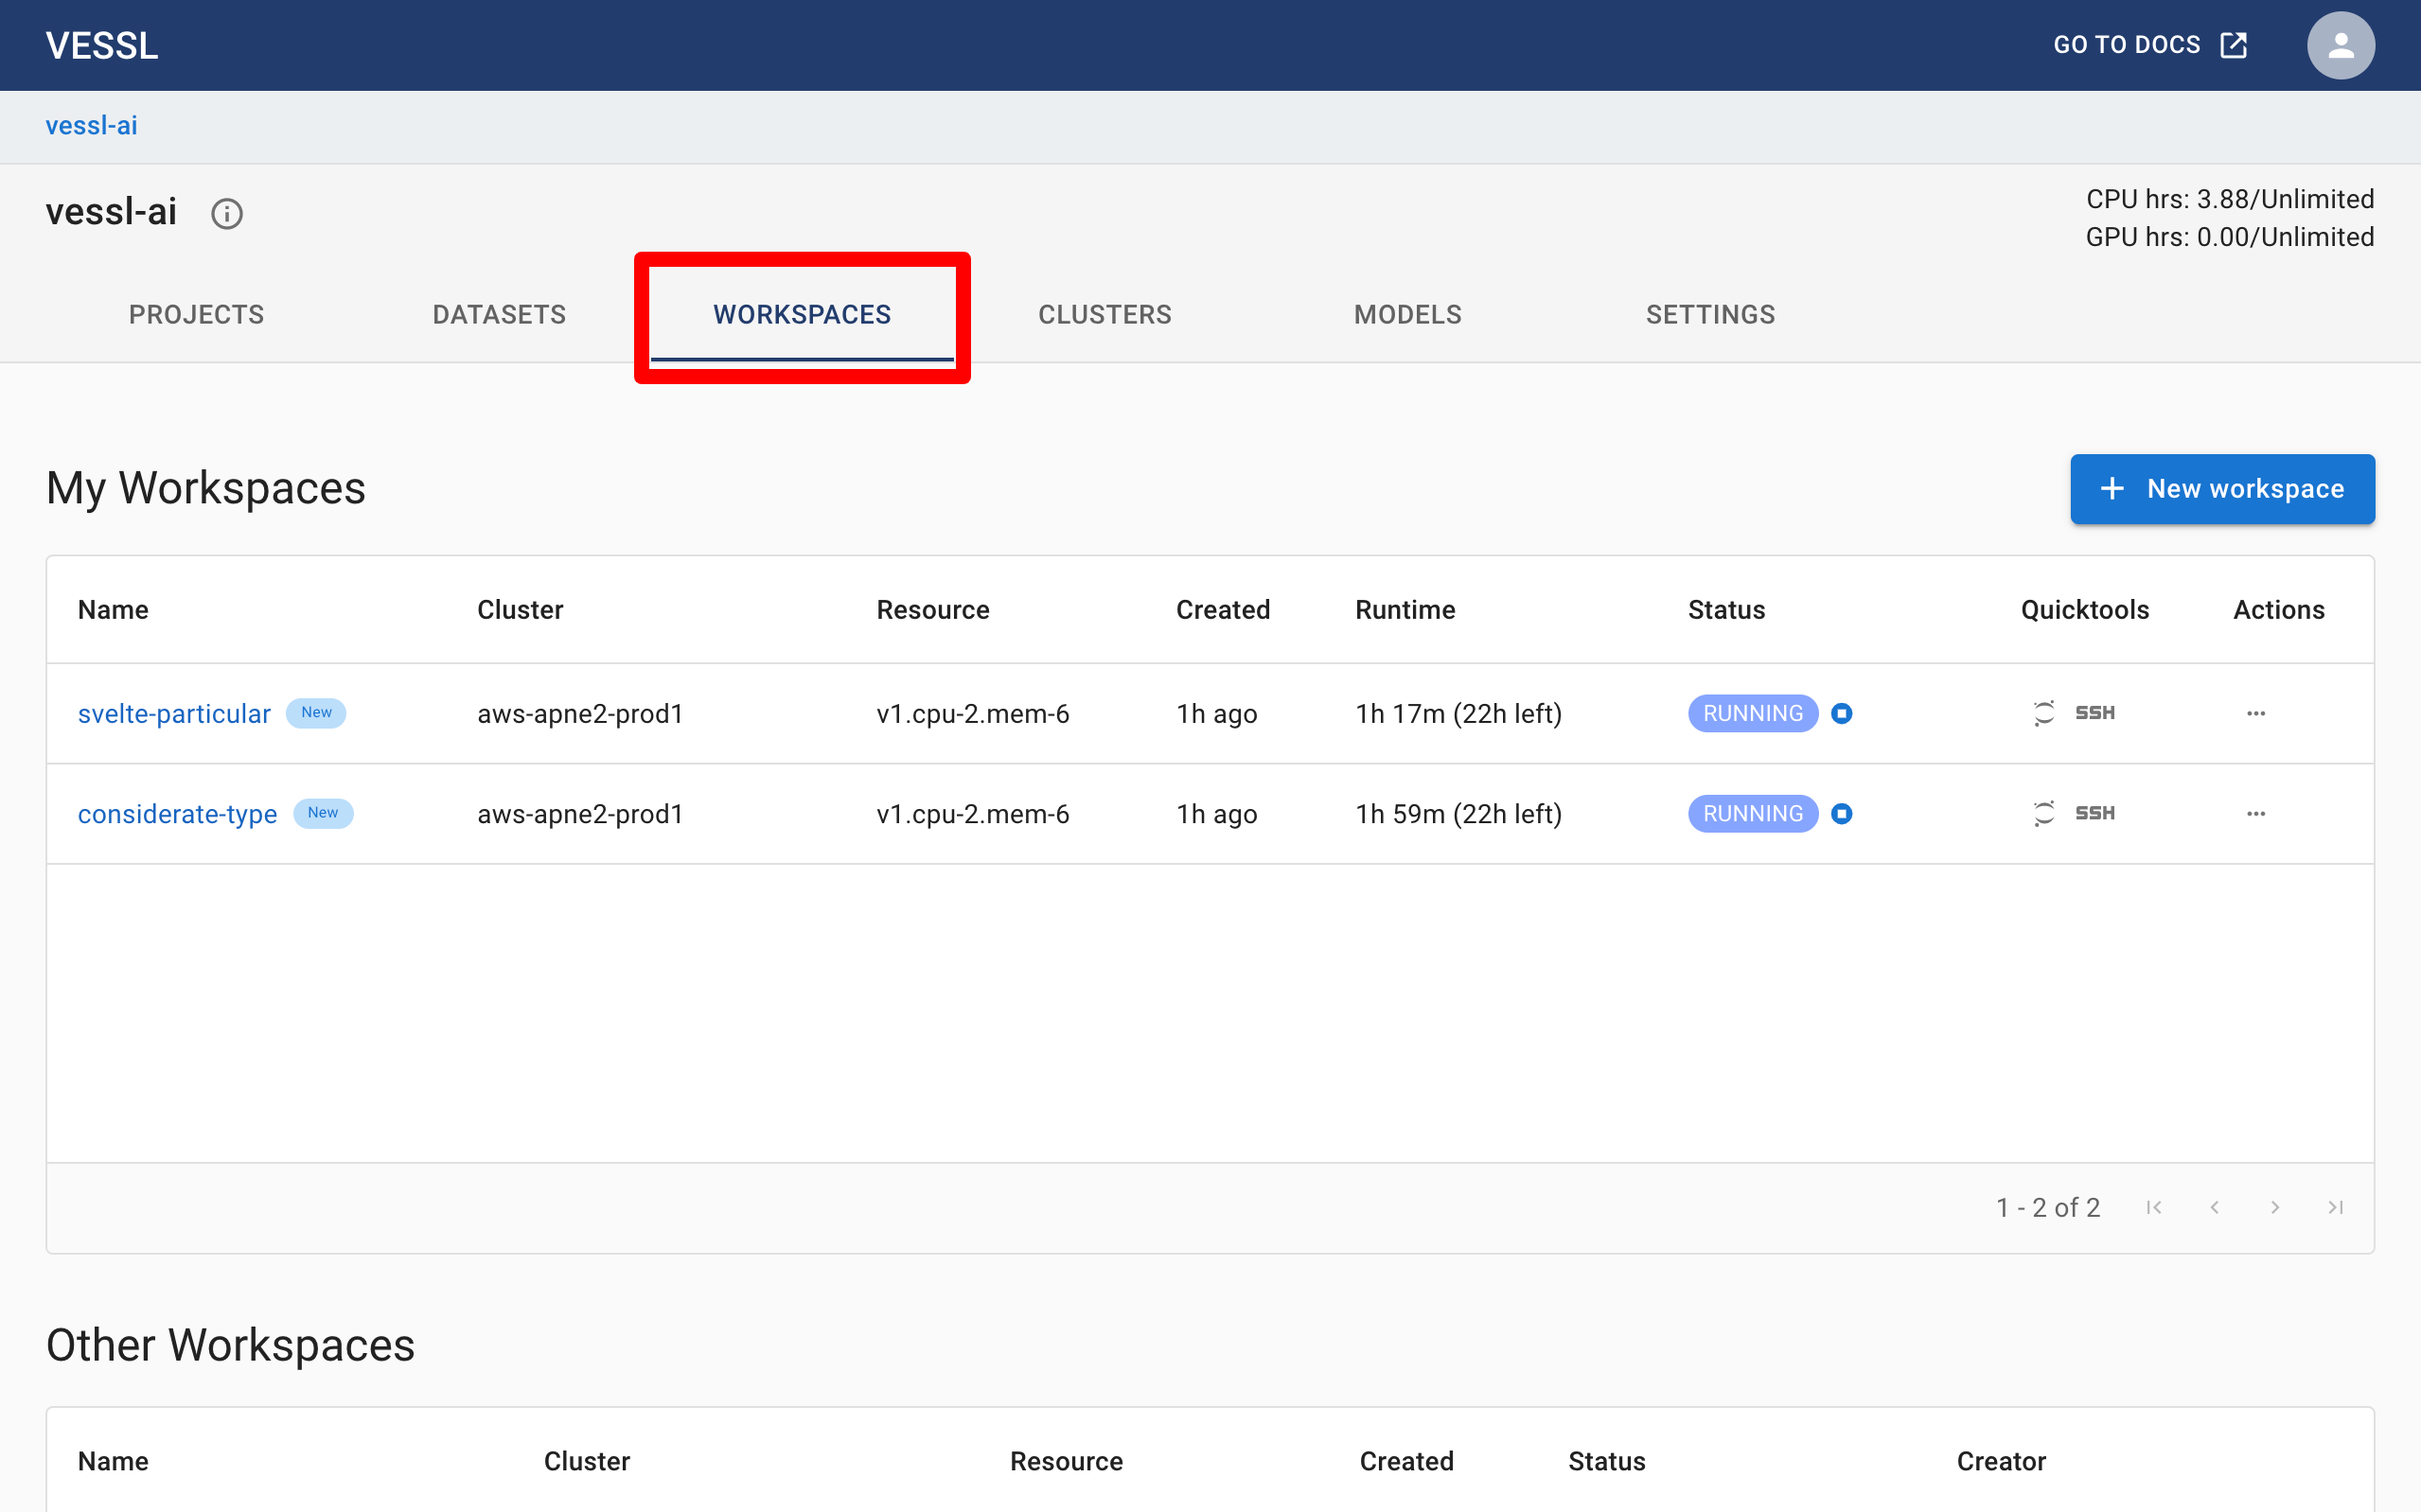 VESSL
GO TO DOCS
vessl-ai
vessl-ai
CPU hrs: 3.88/Unlimited
GPU hrs: 0.00/Unlimited
PROJECTS DATASETS WORKSPACES CLUSTERS MODELS SETTINGS
My Workspaces
+ New workspace
Name Cluster Resource Created Runtime Status Quicktools Actions
svelte-particular New aws-apne2-prod1 v1.cpu-2.mem-6 1h ago 1h 17m (22h left) RUNNING SSH ...
considerate-type New aws-apne2-prod1 v1.cpu-2.mem-6 1h ago 1h 59m (22h left) RUNNING SSH ...
1 - 2 of 2
Other Workspaces
Name Cluster Resource Created Status Creator